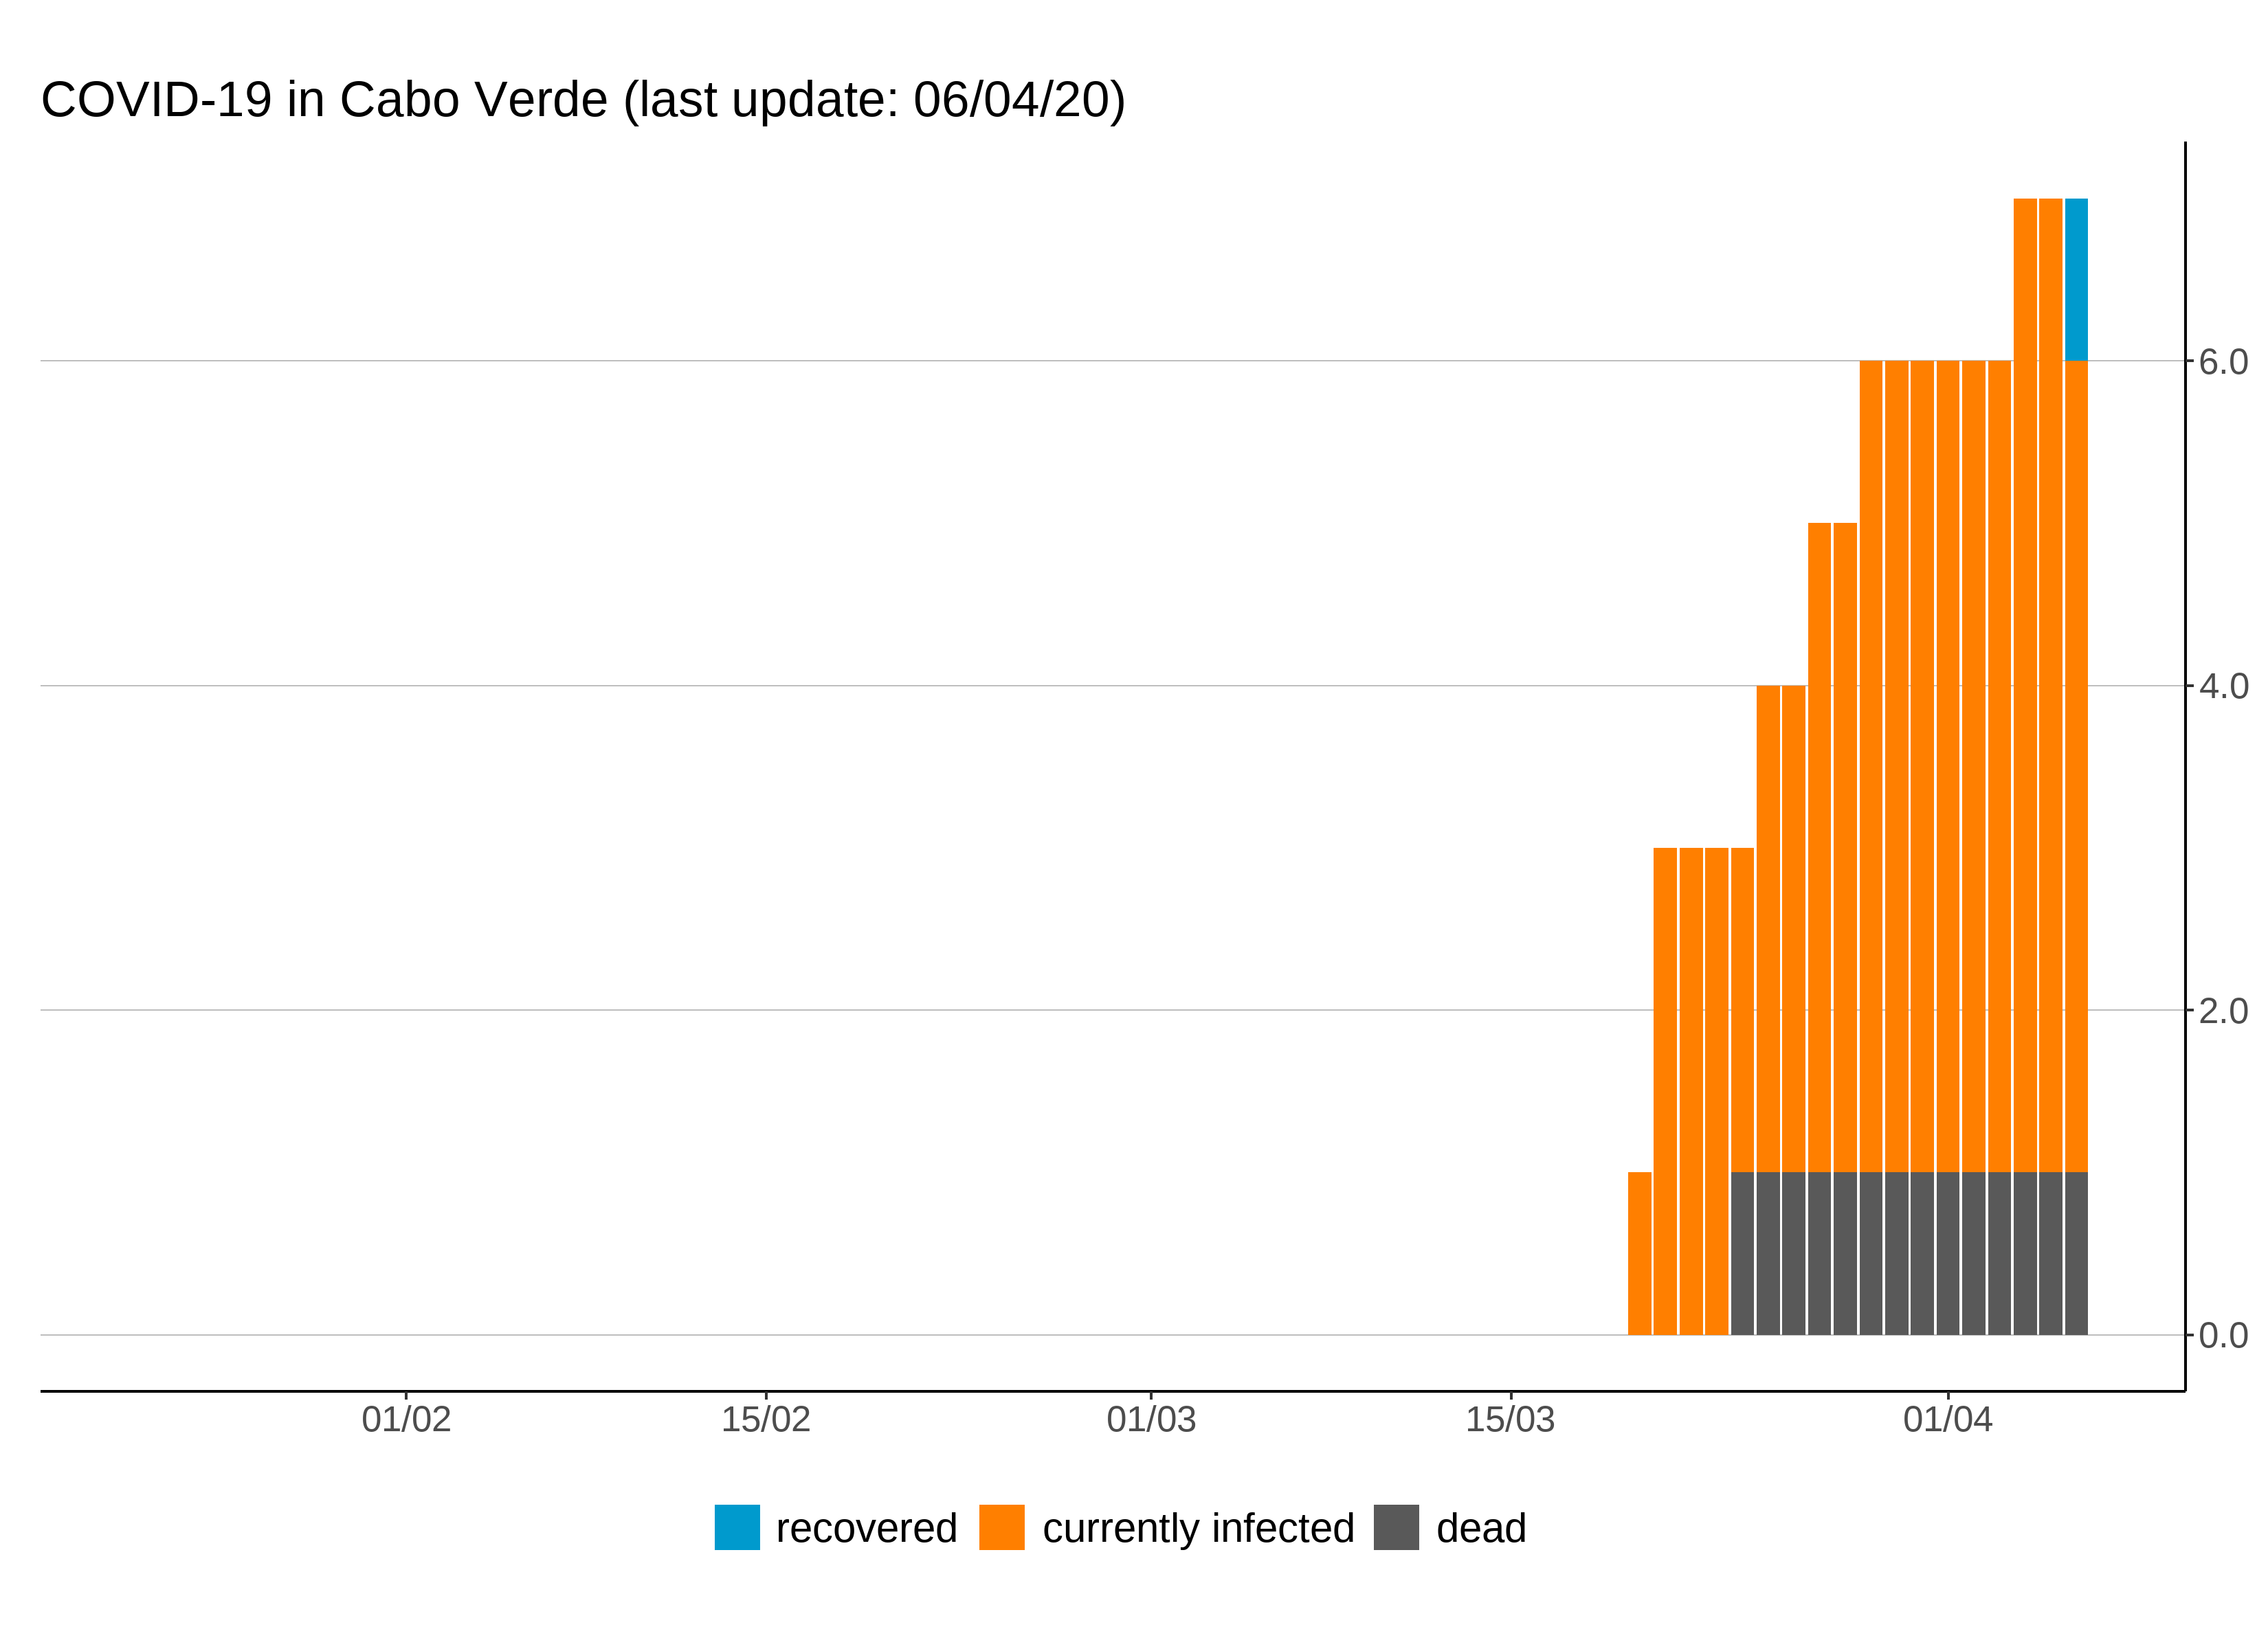 COVID-19 in Cabo Verde (last update: 06/04/20)
6.0
4.0
2.0
0.0
01/02 15/02 01/03 15/03 01/04
recovered currently infected dead